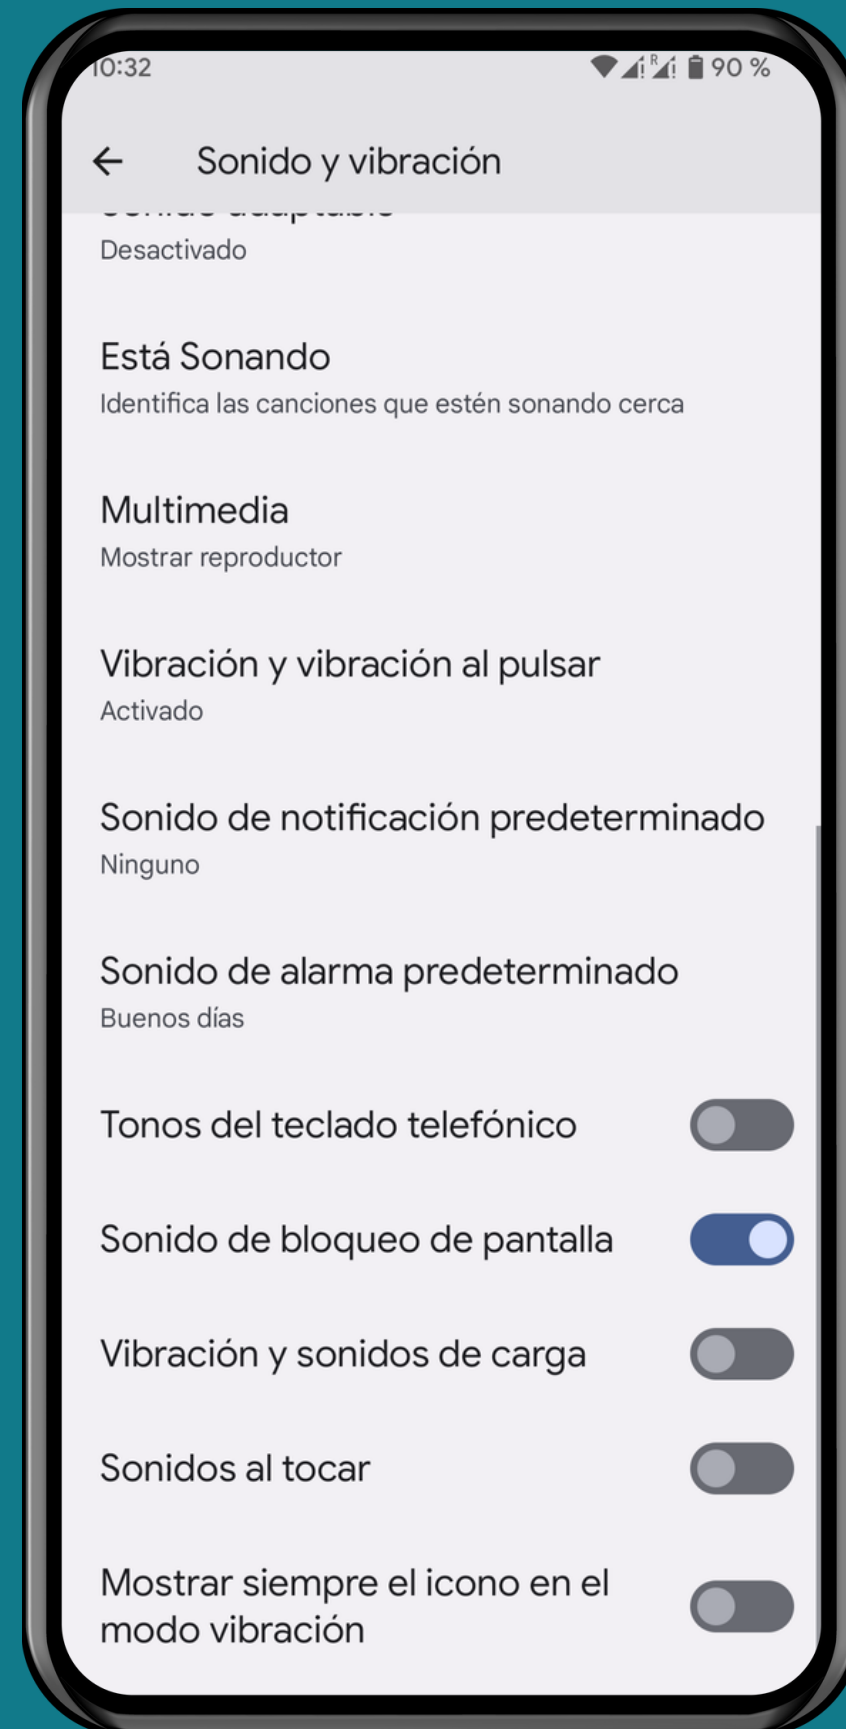 10:32
R
90 %
Sonido y vibración
Desactivado
Está Sonando
Identifica las canciones que estén sonando cerca
Multimedia
Mostrar reproductor
Vibración y vibración al pulsar
Activado
Sonido de notificación predeterminado
Ninguno
Sonido de alarma predeterminado
Buenos días
Tonos del teclado telefónico
Sonido de bloqueo de pantalla
Vibración y sonidos de carga
Sonidos al tocar
Mostrar siempre el icono en el
modo vibración